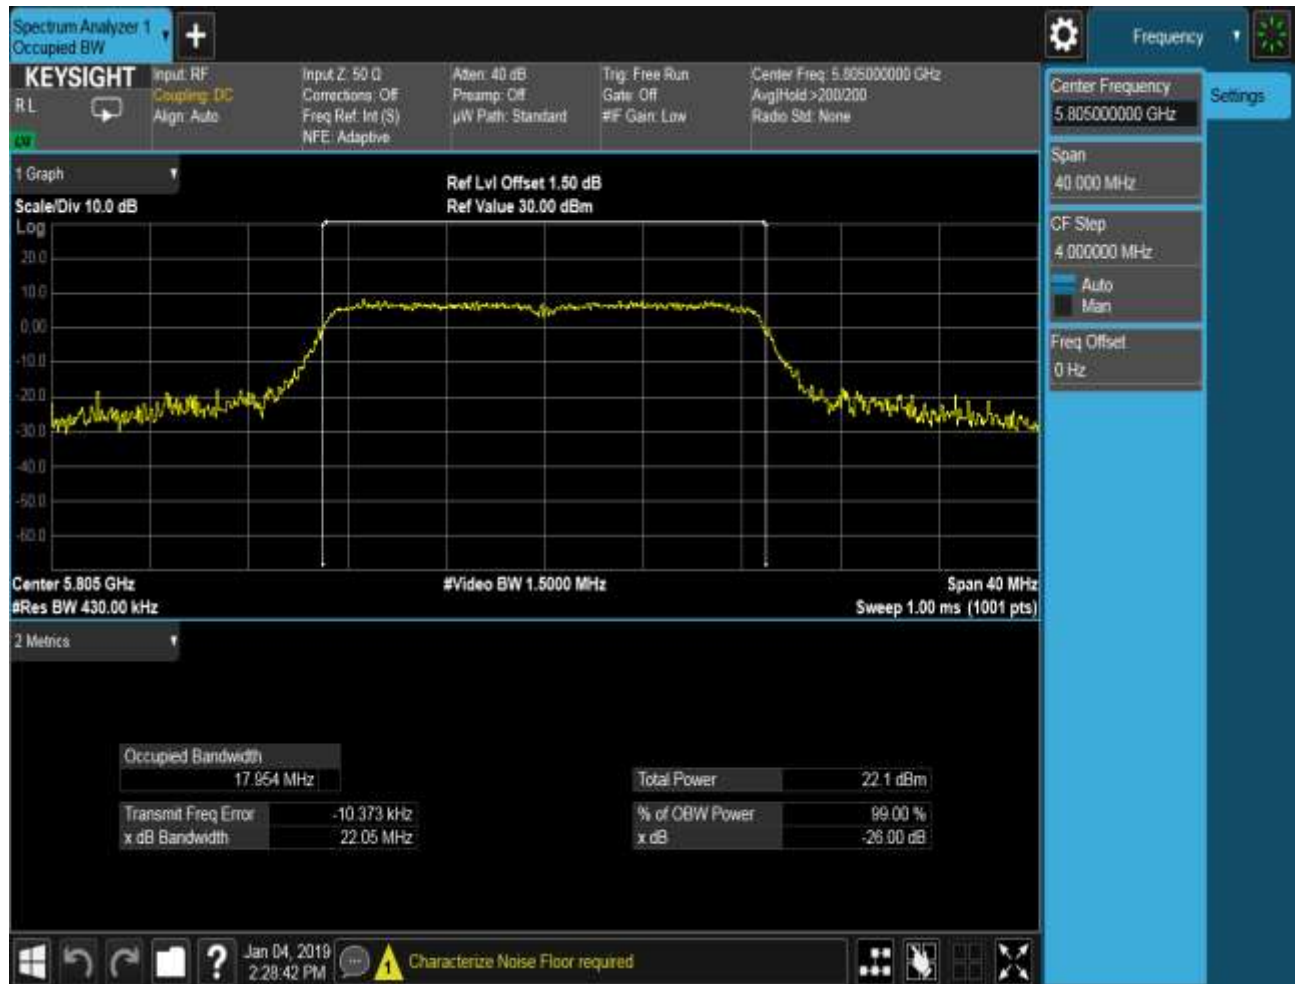 Spectrum Analyzer 1
Occupied BW
Frequency
KEYSIGHT
R L
Input: RF
Coupling: DC
Align: Auto
Input Z: 50 Ω
Corrections: Off
Freq Ref: Int (S)
NFE: Adaptive
Atten: 40 dB
Preamp: Off
µW Path: Standard
Trig: Free Run
Gate: Off
#IF Gain: Low
Center Freq: 5.805000000 GHz
Avg|Hold:>200/200
Radio Std: None
Center Frequency
5.805000000 GHz
Settings
Span
40.000 MHz
CF Step
4.000000 MHz
Auto
Man
Freq Offset
0 Hz
1 Graph
Scale/Div 10.0 dB
Ref Lvl Offset 1.50 dB
Ref Value 30.00 dBm
Log
20.0
10.0
0.00
-10.0
-20.0
-30.0
-40.0
-50.0
-60.0
Center 5.805 GHz
#Video BW 1.5000 MHz
Span 40 MHz
#Res BW 430.00 kHz
Sweep 1.00 ms (1001 pts)
2 Metrics
Occupied Bandwidth
17.954 MHz
Transmit Freq Error -10.373 kHz
x dB Bandwidth 22.05 MHz
Total Power 22.1 dBm
% of OBW Power 99.00 %
x dB -26.00 dB
? Jan 04, 2019
2:28:42 PM
1
Characterize Noise Floor required